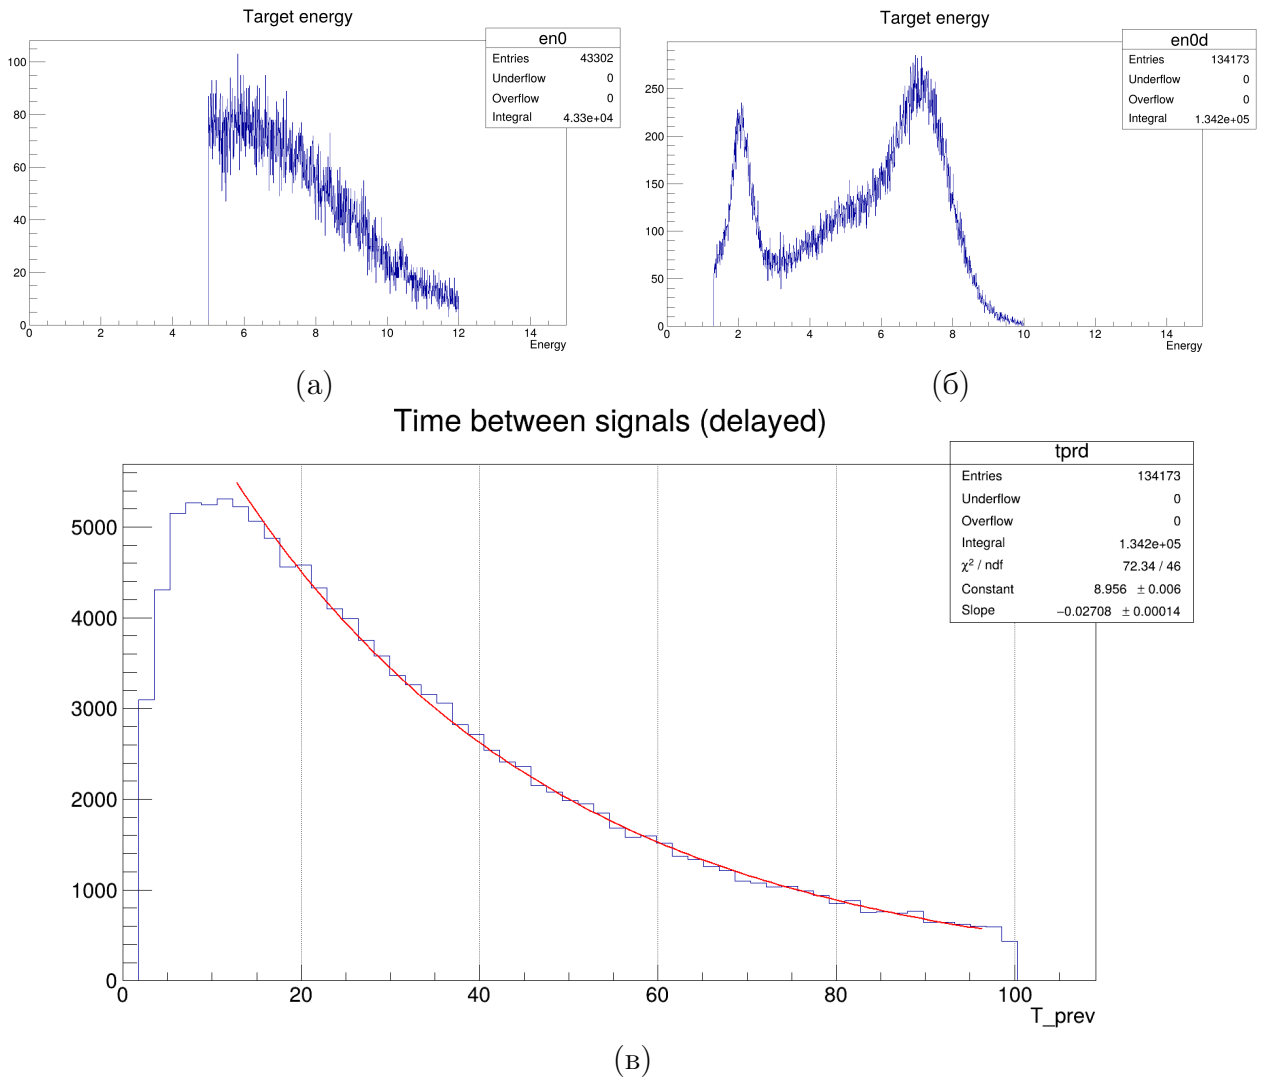 Target energy
en0
Entries 43302
Underflow 0
Overflow 0
Integral 4.33e+04
100
80
60
40
20
0
0 2 4 6 8 10 12 14
Energy
(а)
Target energy
en0d
Entries 134173
Underflow 0
Overflow 0
Integral 1.342e+05
250
200
150
100
50
0
0 2 4 6 8 10 12 14
Energy
(б)
Time between signals (delayed)
tprd
Entries 134173
Underflow 0
Overflow 0
Integral 1.342e+05
χ² / ndf 72.34 / 46
Constant 8.956 ± 0.006
Slope −0.02708 ± 0.00014
5000
4000
3000
2000
1000
0
0 20 40 60 80 100
T_prev
(в)